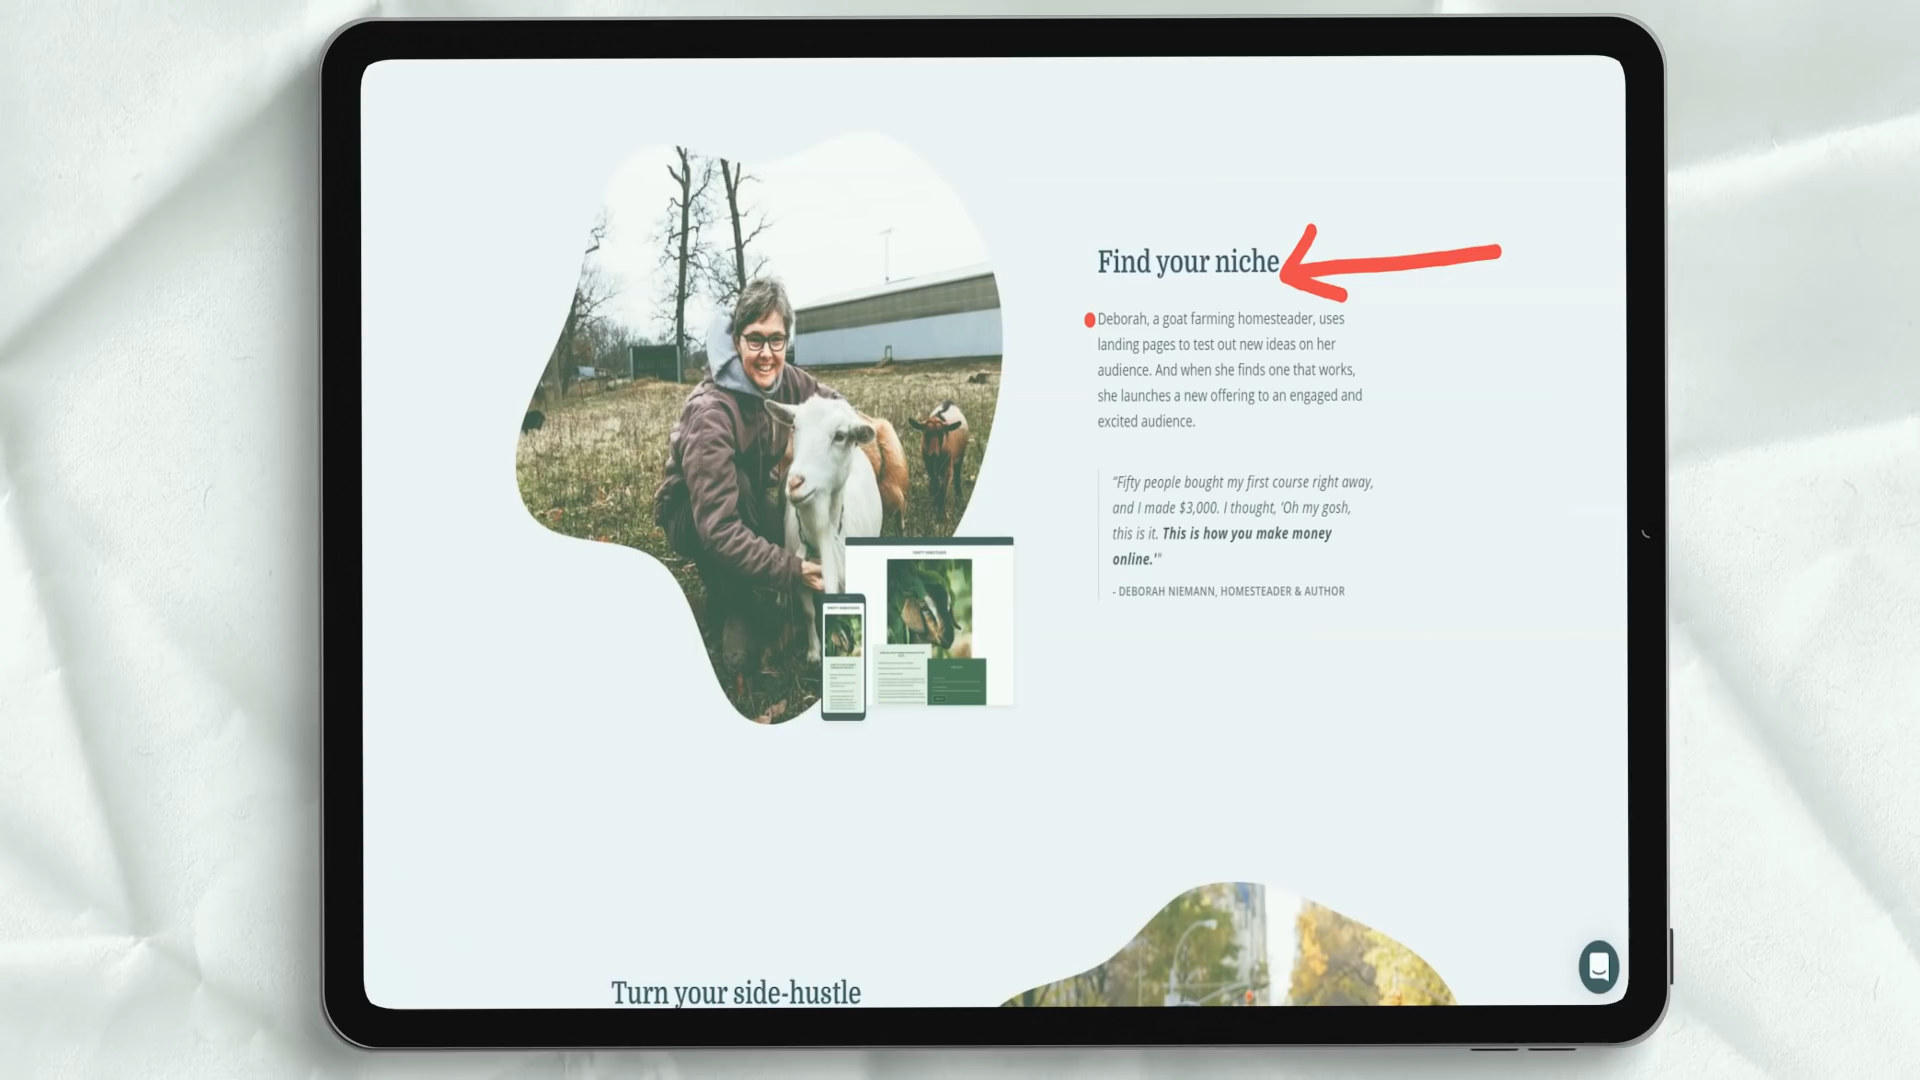 Find your niche
Deborah, a goat farming homesteader, uses
landing pages to test out new ideas on her
audience. And when she finds one that works,
she launches a new offering to an engaged and
excited audience.
“Fifty people bought my first course right away,
and I made $3,000. I thought, ‘Oh my gosh,
this is it. This is how you make money
online.'"
- DEBORAH NIEMANN, HOMESTEADER & AUTHOR
Turn your side-hustle